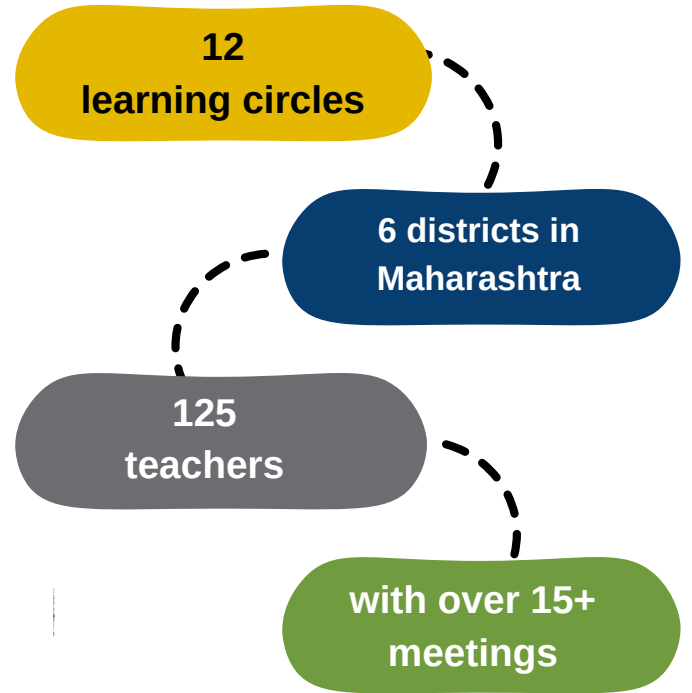 12
learning circles
6 districts in
Maharashtra
125
teachers
with over 15+
meetings